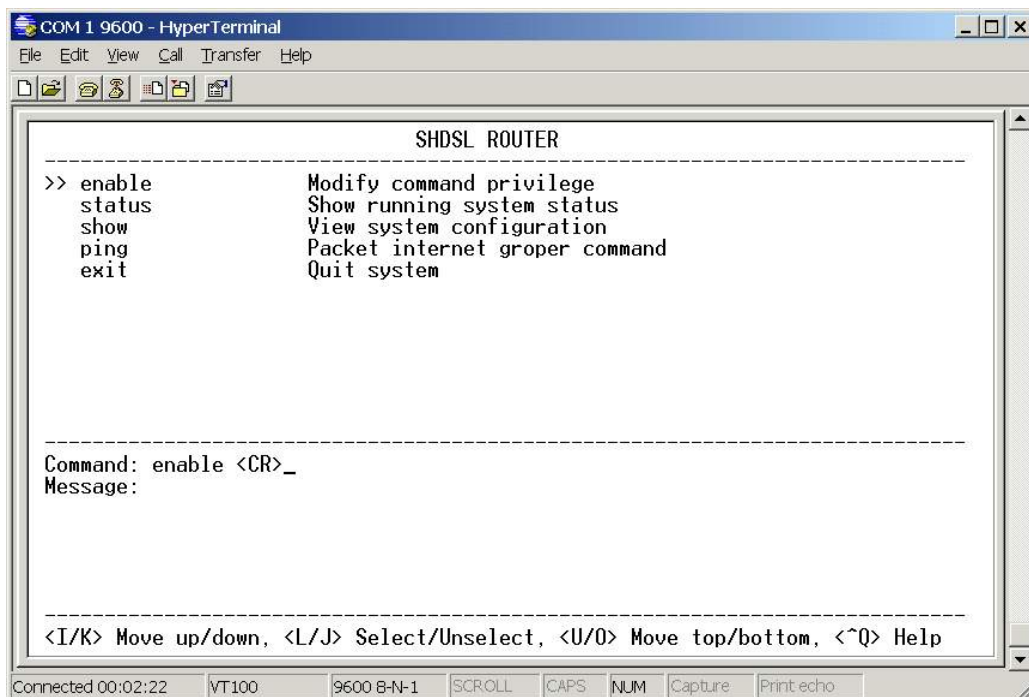 COM 1 9600 - HyperTerminal
File Edit View Call Transfer Help
SHDSL ROUTER
--------------------------------------------------------------------------------
>> enable Modify command privilege
status Show running system status
show View system configuration
ping Packet internet groper command
exit Quit system
--------------------------------------------------------------------------------
Command: enable <CR>_
Message:
--------------------------------------------------------------------------------
<I/K> Move up/down, <L/J> Select/Unselect, <U/O> Move top/bottom, <^Q> Help
Connected 00:02:22 VT100 9600 8-N-1 SCROLL CAPS NUM Capture Print echo